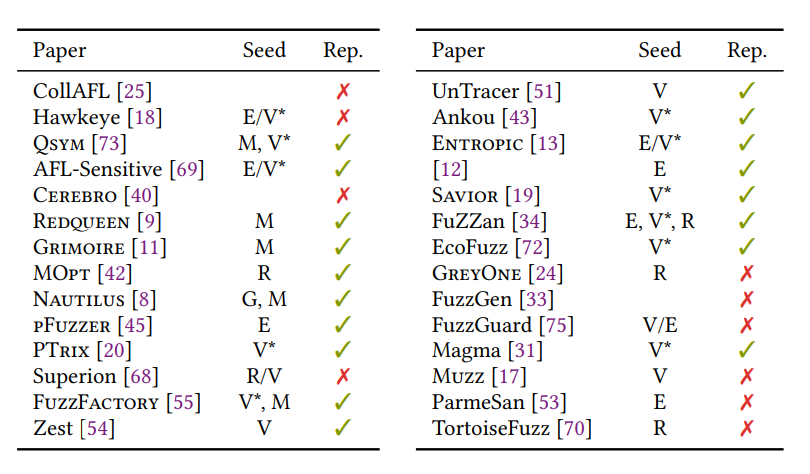 Paper Seed Rep.
CollAFL [25] ✗
Hawkeye [18] E/V* ✗
QSYM [73] M, V* ✓
AFL-Sensitive [69] E/V* ✓
CEREBRO [40] ✗
REDQUEEN [9] M ✓
GRIMOIRE [11] M ✓
MOPT [42] R ✓
NAUTILUS [8] G, M ✓
PFUZZER [45] E ✓
PTRIX [20] V* ✓
Superion [68] R/V ✗
FUZZFACTORY [55] V*, M ✓
Zest [54] V ✓
Paper Seed Rep.
UnTracer [51] V ✓
Ankou [43] V* ✓
ENTROPIC [13] E/V* ✓
[12] E ✓
SAVIOR [19] V* ✓
FuZZan [34] E, V*, R ✓
EcoFuzz [72] V* ✓
GREYONE [24] R ✗
FuzzGen [33] ✗
FuzzGuard [75] V/E ✗
Magma [31] V* ✓
MUZZ [17] V ✗
ParmeSan [53] E ✗
TortoiseFuzz [70] R ✗